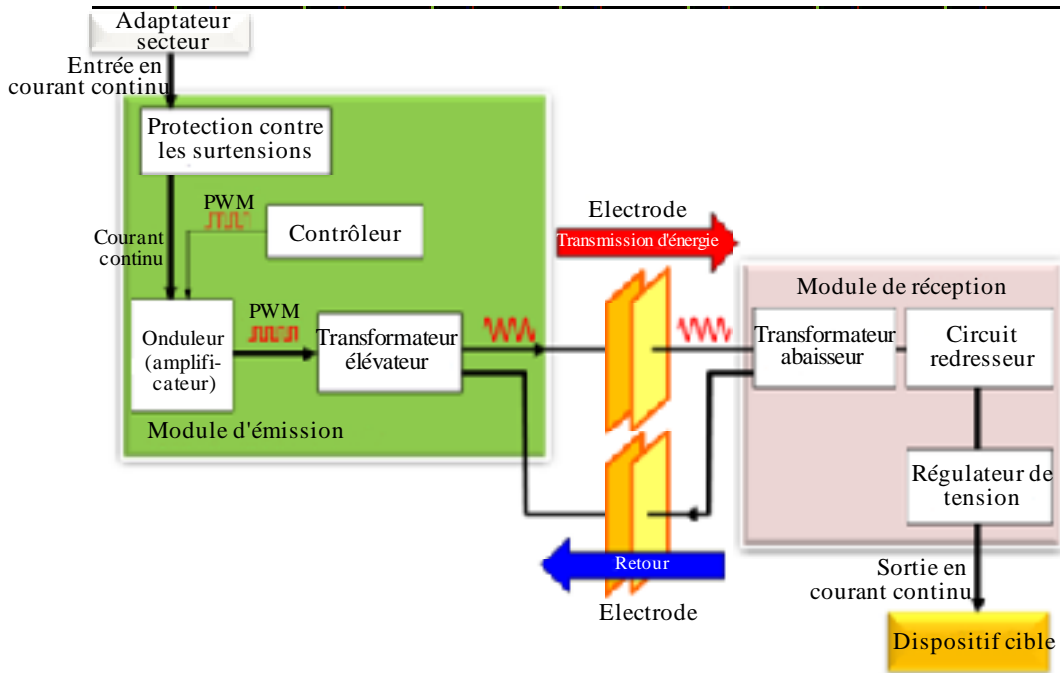 Adaptateur
secteur
Entrée en
courant continu
Protection contre
les surtensions
PWM
Contrôleur
Courant
continu
Electrode
Transmission d'énergie
Module de réception
Onduleur
(amplifi-
cateur)
PWM
Transformateur
élévateur
Transformateur
abaisseur
Circuit
redresseur
Module d'émission
Régulateur de
tension
Retour
Electrode
Sortie en
courant continu
Dispositif cible